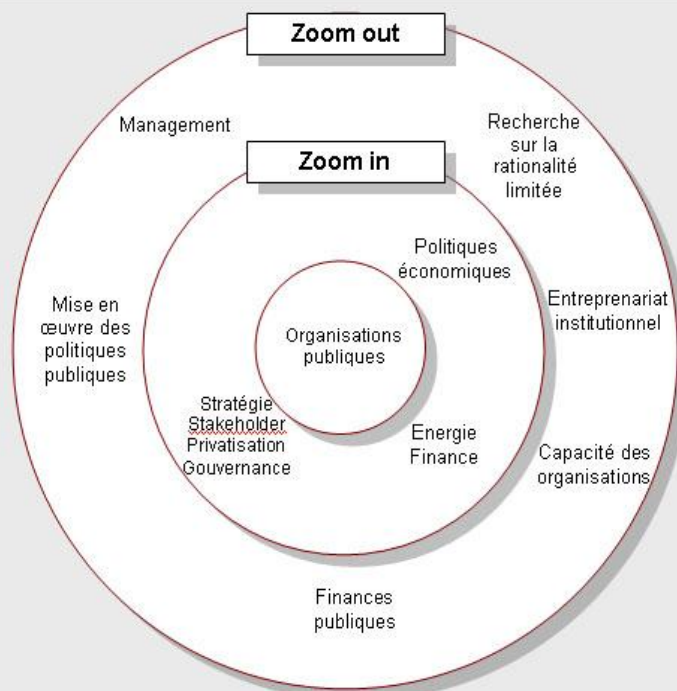 Zoom out
Management
Recherche
sur la
rationalité
limitée
Zoom in
Politiques
économiques
Mise en
œuvre des
politiques
publiques
Organisations
publiques
Entreprenariat
institutionnel
Stratégie
Stakeholder
Privatisation
Gouvernance
Energie
Finance
Capacité des
organisations
Finances
publiques